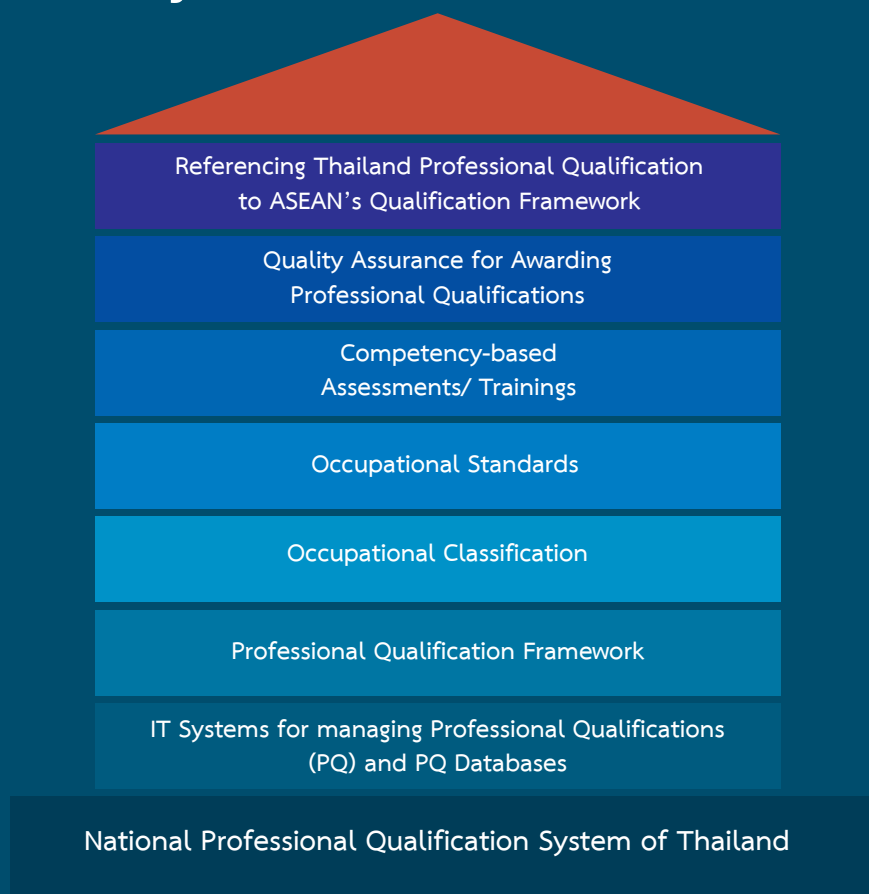 Referencing Thailand Professional Qualification
to ASEAN's Qualification Framework
Quality Assurance for Awarding
Professional Qualifications
Competency-based
Assessments/ Trainings
Occupational Standards
Occupational Classification
Professional Qualification Framework
IT Systems for managing Professional Qualifications
(PQ) and PQ Databases
National Professional Qualification System of Thailand